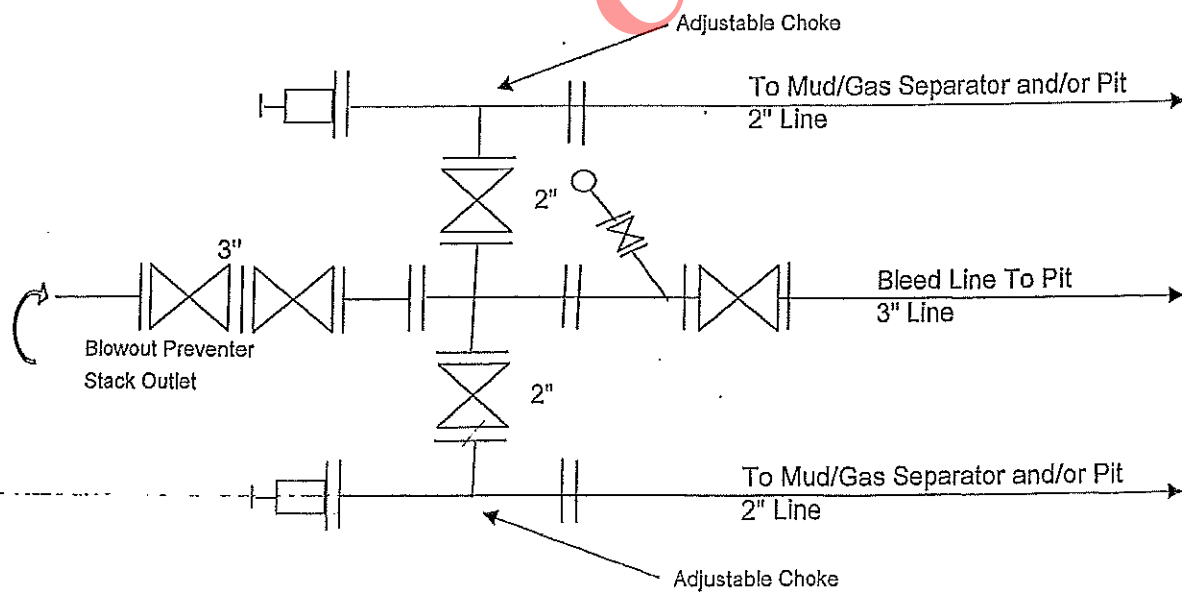 Adjustable Choke
To Mud/Gas Separator and/or Pit
2" Line
2"
3"
Bleed Line To Pit
3" Line
Blowout Preventer
Stack Outlet
2"
To Mud/Gas Separator and/or Pit
2" Line
Adjustable Choke